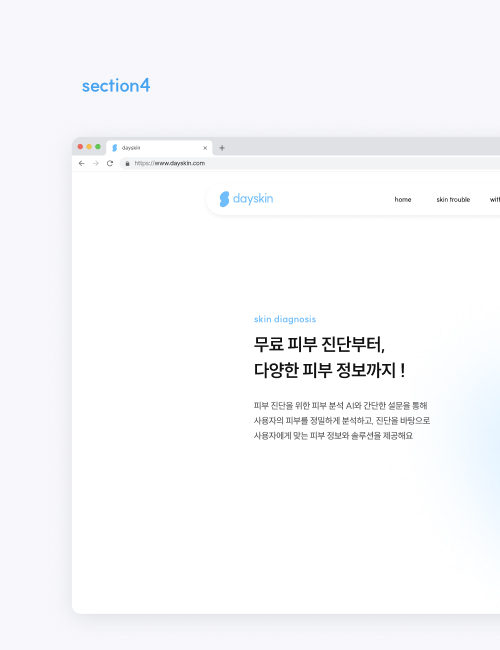 section4
dayskin
https://www.dayskin.com
dayskin
home skin trouble
skin diagnosis
무료 피부 진단부터,
다양한 피부 정보까지 !
피부 진단을 위한 피부 분석 AI와 간단한 설문을 통해
사용자의 피부를 정밀하게 분석하고, 진단을 바탕으로
사용자에게 맞는 피부 정보와 솔루션을 제공해요